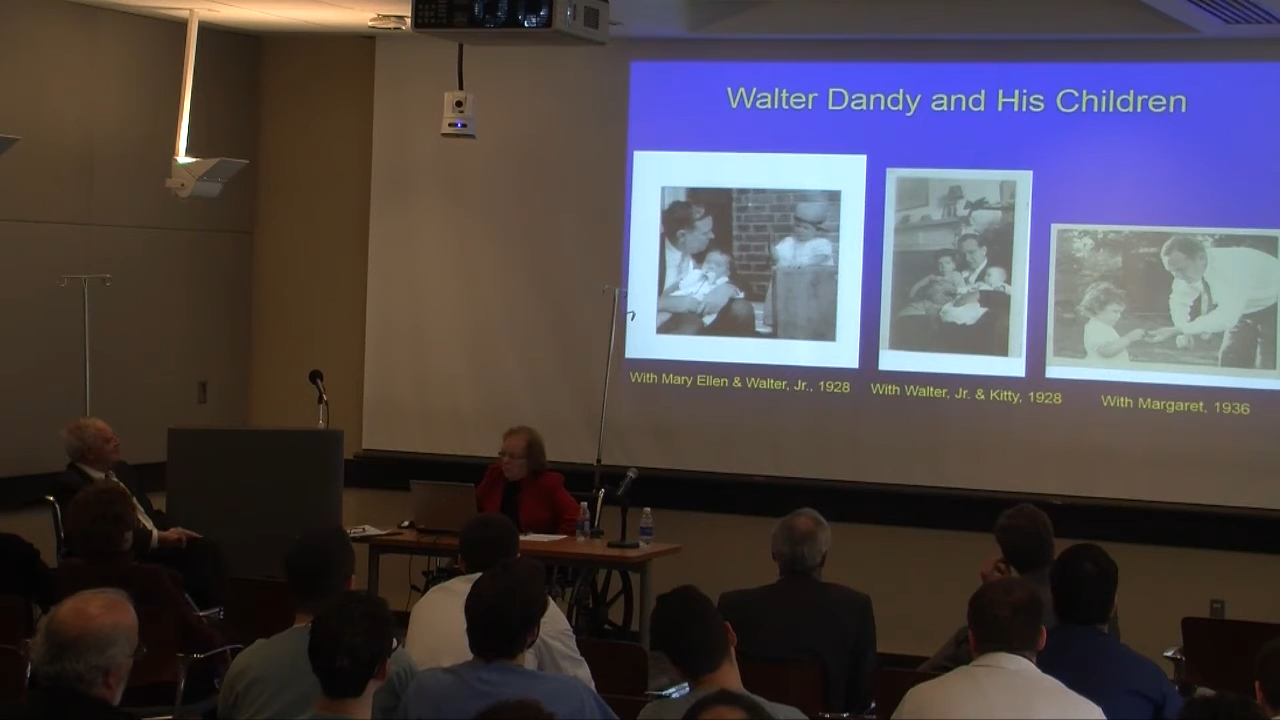 Walter Dandy and His Children
With Mary Ellen & Walter, Jr., 1928
With Walter, Jr. & Kitty, 1928
With Margaret, 1936